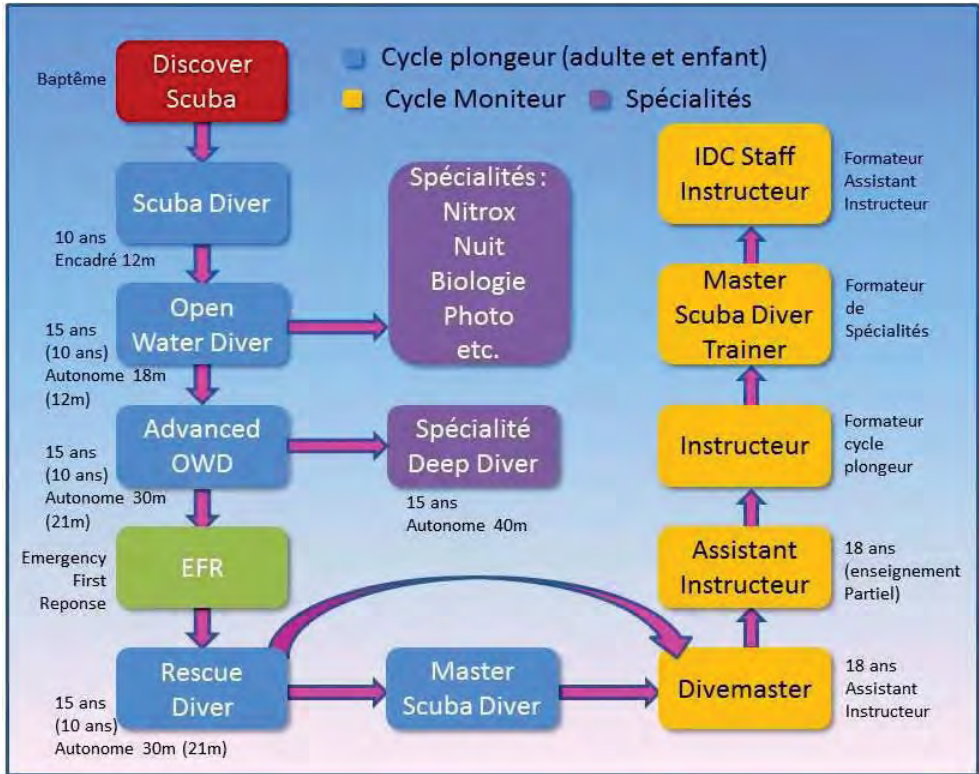 Cycle plongeur (adulte et enfant)
Cycle Moniteur
Spécialités
Baptême
Discover
Scuba
Scuba Diver
10 ans
Encadré 12m
Open
Water Diver
15 ans
(10 ans)
Autonome 18m
(12m)
Spécialités :
Nitrox
Nuit
Biologie
Photo
etc.
Advanced
OWD
15 ans
(10 ans)
Autonome 30m
(21m)
Spécialité
Deep Diver
15 ans
Autonome 40m
Emergency
First
Reponse
EFR
Rescue
Diver
15 ans
(10 ans)
Autonome 30m (21m)
Master
Scuba Diver
Divemaster
18 ans
Assistant
Instructeur
Assistant
Instructeur
18 ans
(enseignement
Partiel)
Instructeur
Formateur
cycle
plongeur
Master
Scuba Diver
Trainer
Formateur
de
Spécialités
IDC Staff
Instructeur
Formateur
Assistant
Instructeur